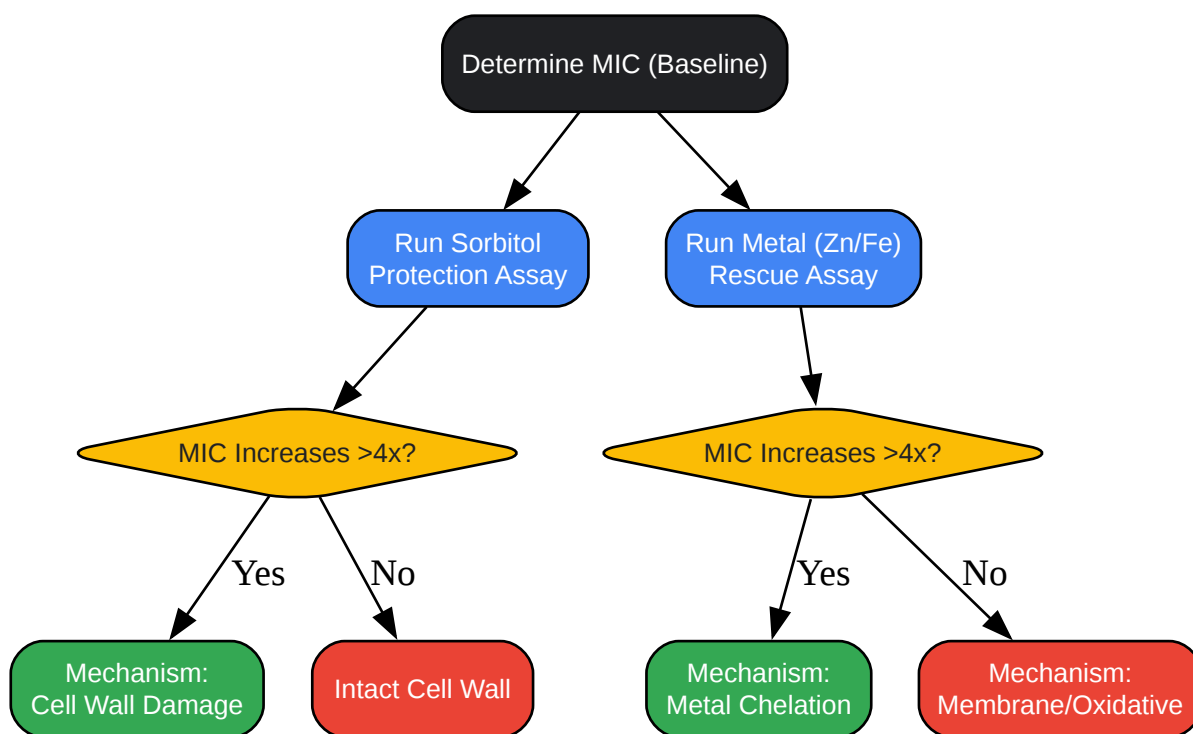 Determine MIC (Baseline)
Run Sorbitol
Protection Assay
Run Metal (Zn/Fe)
Rescue Assay
MIC Increases >4x?
MIC Increases >4x?
Yes
No
Yes
No
Mechanism:
Cell Wall Damage
Intact Cell Wall
Mechanism:
Metal Chelation
Mechanism:
Membrane/Oxidative